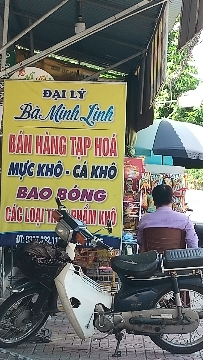 ĐẠI LÝ
Bà Minh Linh
BÁN HÀNG TẠP HOÁ
MỰC KHÔ - CÁ KHÔ
BAO BÓNG
CÁC LOẠI PHẨM KHÔ